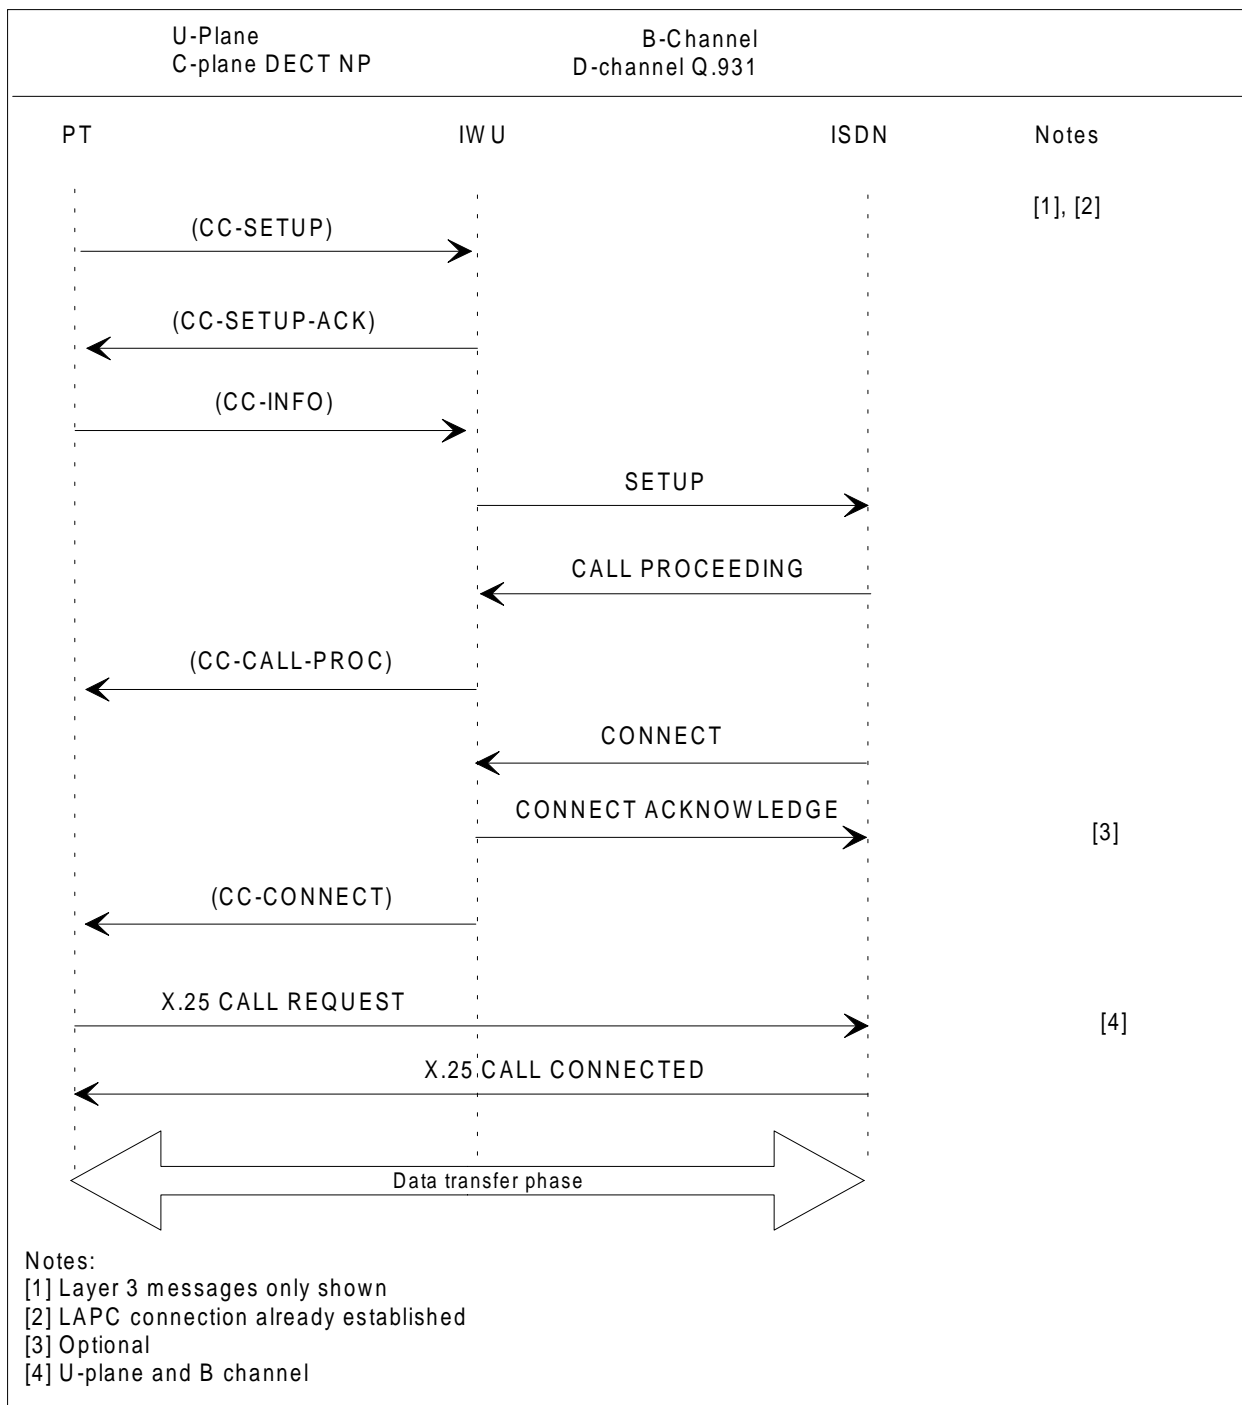 U-Plane
C-plane DECT NP
B-Channel
D-channel Q.931
PT IWU ISDN Notes
[1], [2]
(CC-SETUP)
(CC-SETUP-ACK)
(CC-INFO)
SETUP
CALL PROCEEDING
(CC-CALL-PROC)
CONNECT
CONNECT ACKNOWLEDGE
[3]
(CC-CONNECT)
X.25 CALL REQUEST
[4]
X.25 CALL CONNECTED
Data transfer phase
Notes:
[1] Layer 3 messages only shown
[2] LAPC connection already established
[3] Optional
[4] U-plane and B channel